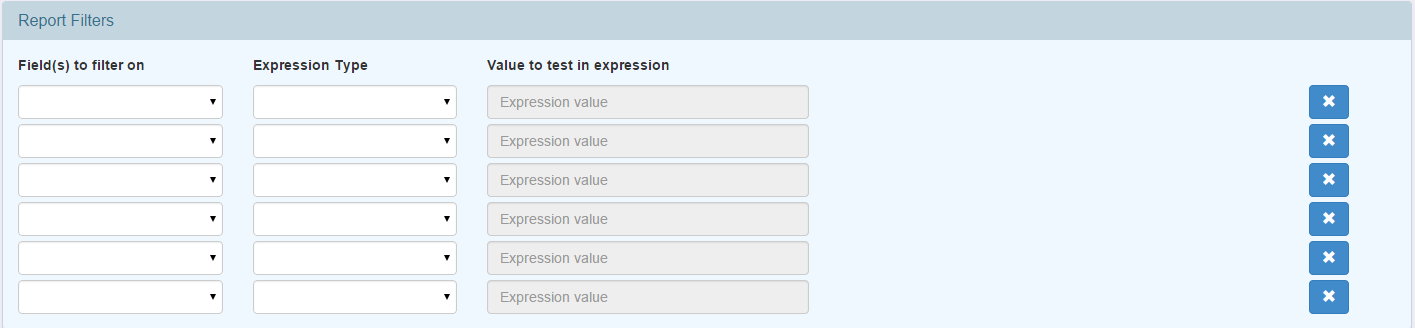 Report Filters
Field(s) to filter on Expression Type Value to test in expression
Expression value
Expression value
Expression value
Expression value
Expression value
Expression value